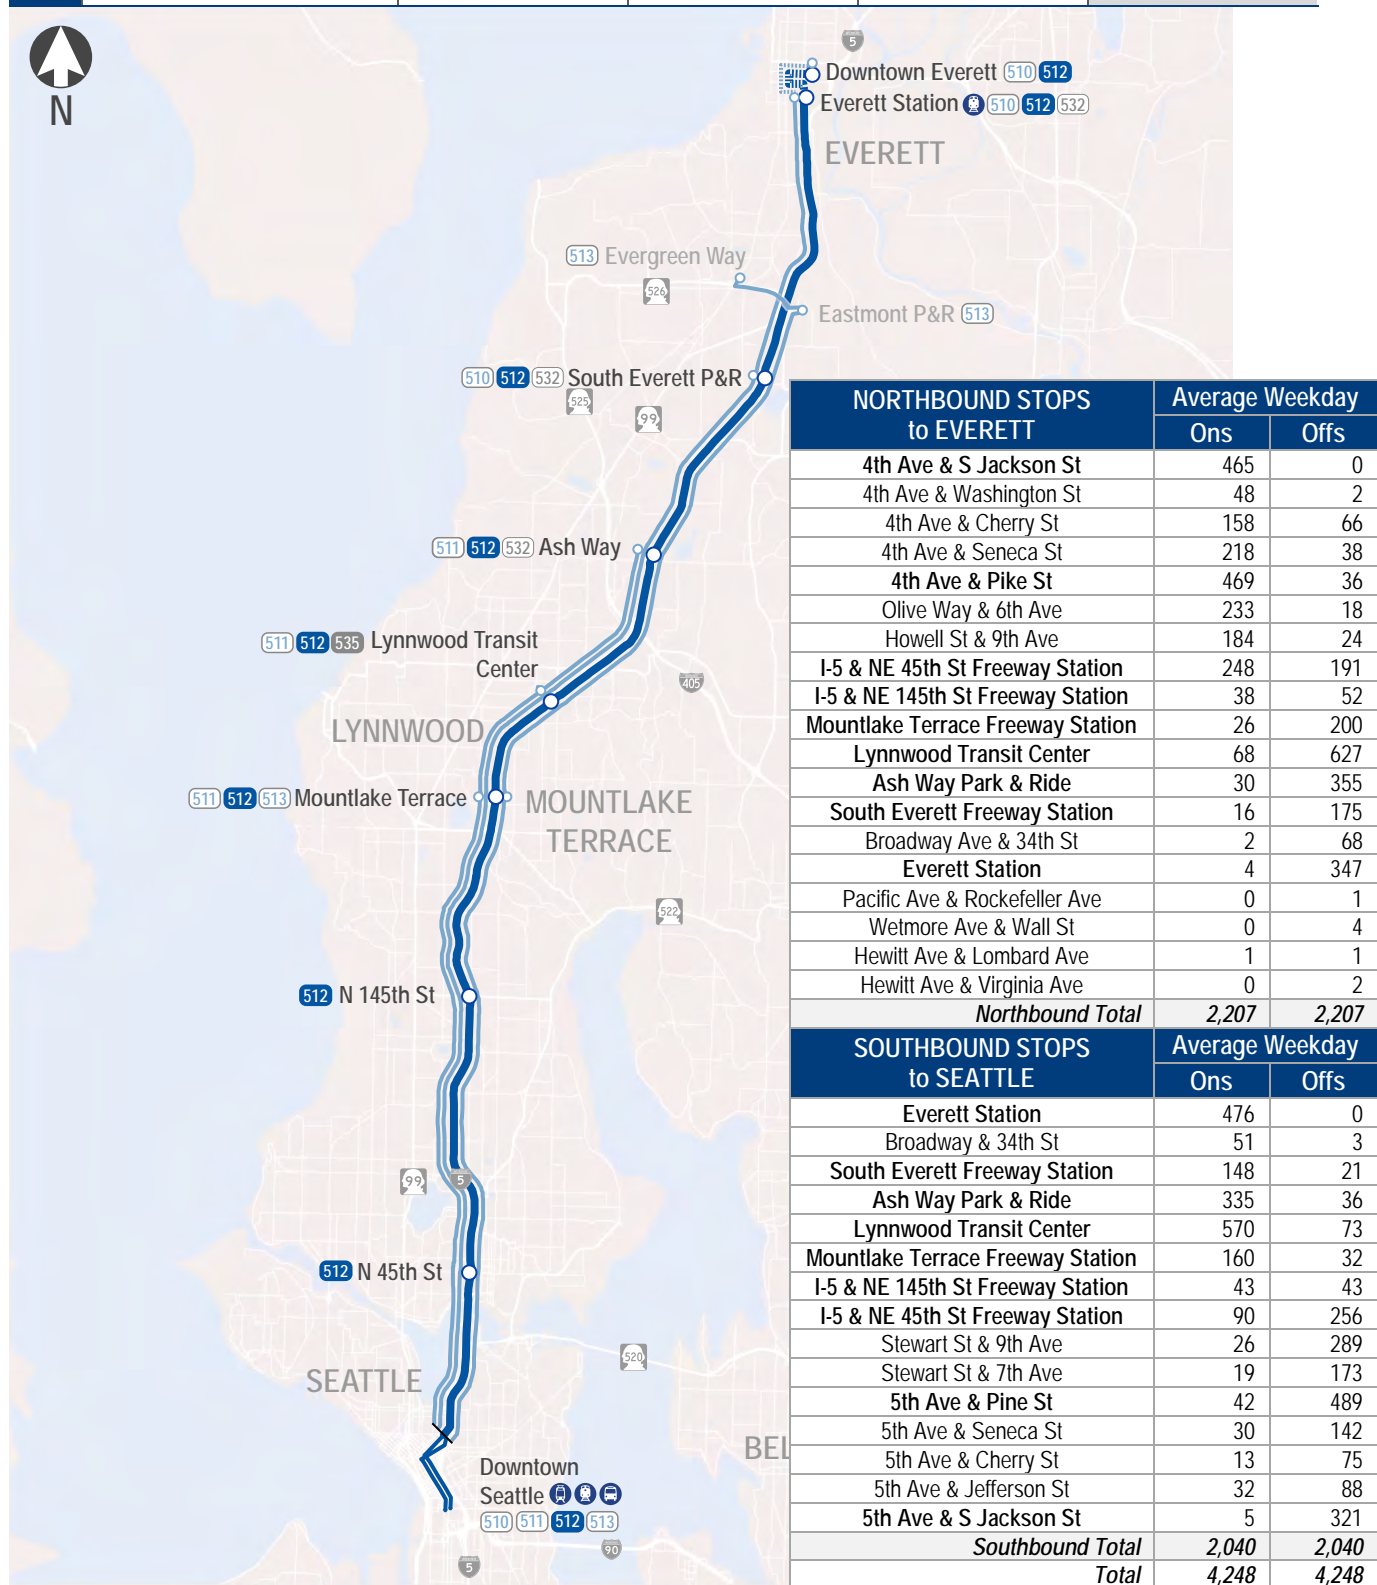 N
5
Downtown Everett 510 512
Everett Station 510 512 532
EVERETT
513 Evergreen Way
526
Eastmont P&R 513
510 512 532 South Everett P&R
525
99
511 512 532 Ash Way
511 512 535 Lynnwood Transit
Center
405
LYNNWOOD
511 512 513 Mountlake Terrace
MOUNTLAKE
TERRACE
522
512 N 145th St
99
5
512 N 45th St
520
SEATTLE
BEL
Downtown
Seattle
510 511 512 513
90
5
NORTHBOUND STOPS Average Weekday
to EVERETT Ons Offs
4th Ave & S Jackson St 465 0
4th Ave & Washington St 48 2
4th Ave & Cherry St 158 66
4th Ave & Seneca St 218 38
4th Ave & Pike St 469 36
Olive Way & 6th Ave 233 18
Howell St & 9th Ave 184 24
I-5 & NE 45th St Freeway Station 248 191
I-5 & NE 145th St Freeway Station 38 52
Mountlake Terrace Freeway Station 26 200
Lynnwood Transit Center 68 627
Ash Way Park & Ride 30 355
South Everett Freeway Station 16 175
Broadway Ave & 34th St 2 68
Everett Station 4 347
Pacific Ave & Rockefeller Ave 0 1
Wetmore Ave & Wall St 0 4
Hewitt Ave & Lombard Ave 1 1
Hewitt Ave & Virginia Ave 0 2
Northbound Total 2,207 2,207
SOUTHBOUND STOPS Average Weekday
to SEATTLE Ons Offs
Everett Station 476 0
Broadway & 34th St 51 3
South Everett Freeway Station 148 21
Ash Way Park & Ride 335 36
Lynnwood Transit Center 570 73
Mountlake Terrace Freeway Station 160 32
I-5 & NE 145th St Freeway Station 43 43
I-5 & NE 45th St Freeway Station 90 256
Stewart St & 9th Ave 26 289
Stewart St & 7th Ave 19 173
5th Ave & Pine St 42 489
5th Ave & Seneca St 30 142
5th Ave & Cherry St 13 75
5th Ave & Jefferson St 32 88
5th Ave & S Jackson St 5 321
Southbound Total 2,040 2,040
Total 4,248 4,248